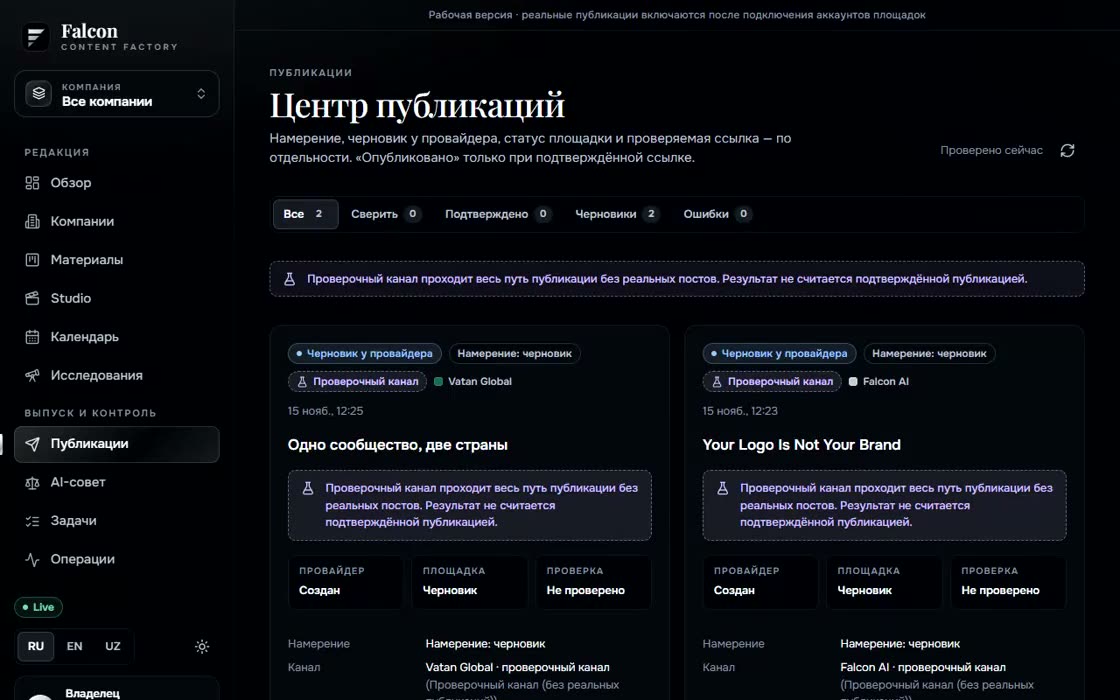 Falcon
CONTENT FACTORY
КОМПАНИЯ
Все компании
РЕДАКЦИЯ
Обзор
Компании
Материалы
Studio
Календарь
Исследования
ВЫПУСК И КОНТРОЛЬ
Публикации
AI-совет
Задачи
Операции
Live
RU EN UZ
Владелец
Рабочая версия · реальные публикации включаются после подключения аккаунтов площадок
ПУБЛИКАЦИИ
Центр публикаций
Намерение, черновик у провайдера, статус площадки и проверяемая ссылка — по
отдельности. «Опубликовано» только при подтверждённой ссылке.
Проверено сейчас
Все 2 Сверить 0 Подтверждено 0 Черновики 2 Ошибки 0
Проверочный канал проходит весь путь публикации без реальных постов. Результат не считается подтверждённой публикацией.
Черновик у провайдера Намерение: черновик
Проверочный канал Vatan Global
15 нояб., 12:25
Одно сообщество, две страны
Проверочный канал проходит весь путь публикации без
реальных постов. Результат не считается
подтверждённой публикацией.
ПРОВАЙДЕР ПЛОЩАДКА ПРОВЕРКА
Создан Черновик Не проверено
Намерение Намерение: черновик
Канал Vatan Global · проверочный канал
(Проверочный канал (без реальных
публикаций))
Черновик у провайдера Намерение: черновик
Проверочный канал Falcon AI
15 нояб., 12:23
Your Logo Is Not Your Brand
Проверочный канал проходит весь путь публикации без
реальных постов. Результат не считается
подтверждённой публикацией.
ПРОВАЙДЕР ПЛОЩАДКА ПРОВЕРКА
Создан Черновик Не проверено
Намерение Намерение: черновик
Канал Falcon AI · проверочный канал
(Проверочный канал (без реальных
публикаций))